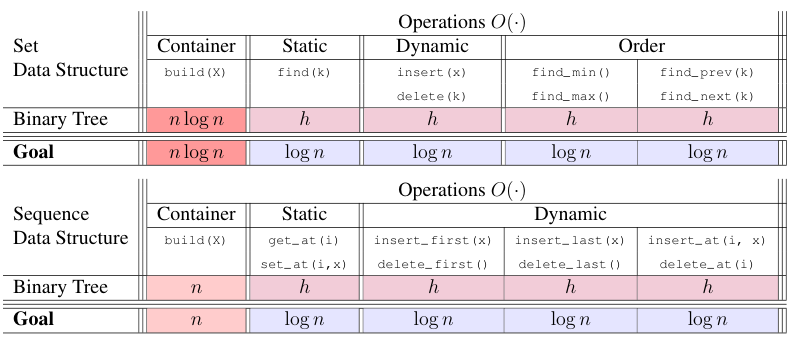 Operations O(·)
Set Container Static Dynamic Order
Data Structure build(X) find(k) insert(x) find_min() find_prev(k)
delete(k) find_max() find_next(k)
Binary Tree n log n h h h h
Goal n log n log n log n log n log n
Operations O(·)
Sequence Container Static Dynamic
Data Structure build(X) get_at(i) insert_first(x) insert_last(x) insert_at(i, x)
set_at(i,x) delete_first() delete_last() delete_at(i)
Binary Tree n h h h h
Goal n log n log n log n log n